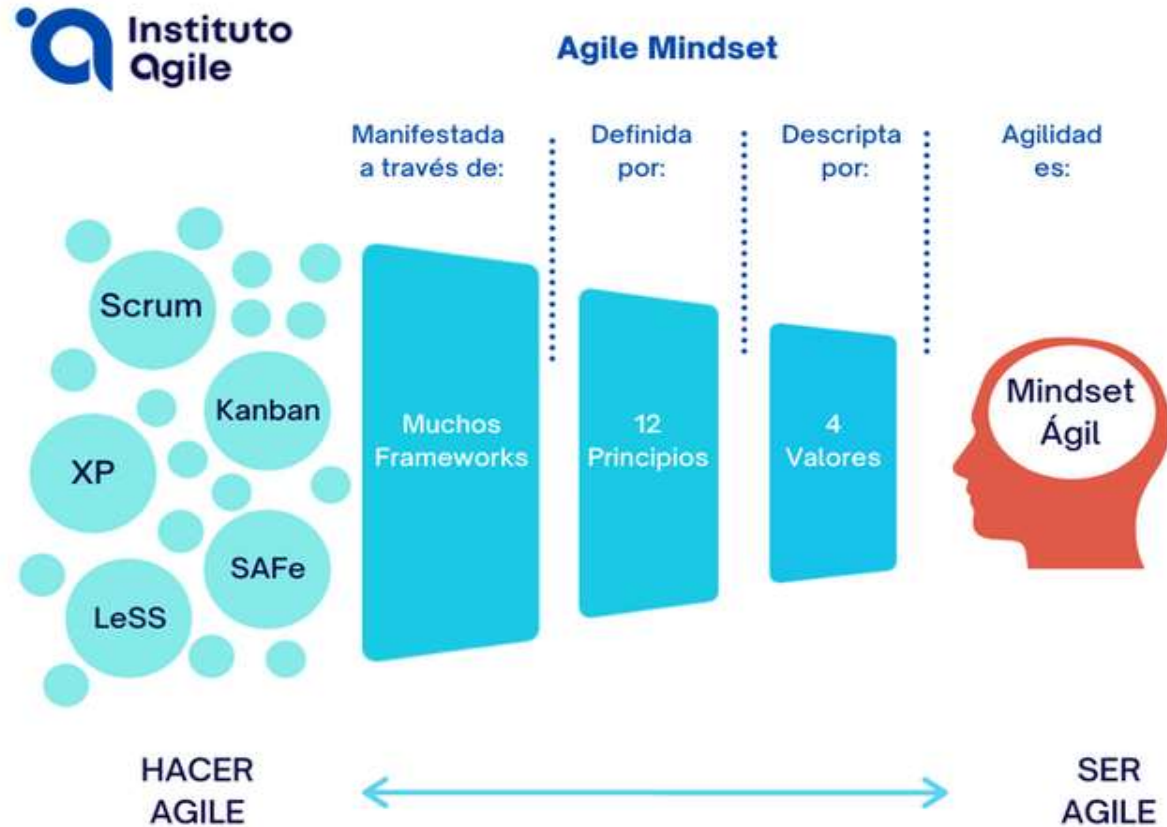 Instituto
agile
Agile Mindset
Manifestada
a través de:
Definida
por:
Descripta
por:
Agilidad
es:
Scrum
Kanban
XP
SAFe
LeSS
Muchos
Frameworks
12
Principios
4
Valores
Mindset
Ágil
HACER
AGILE
SER
AGILE